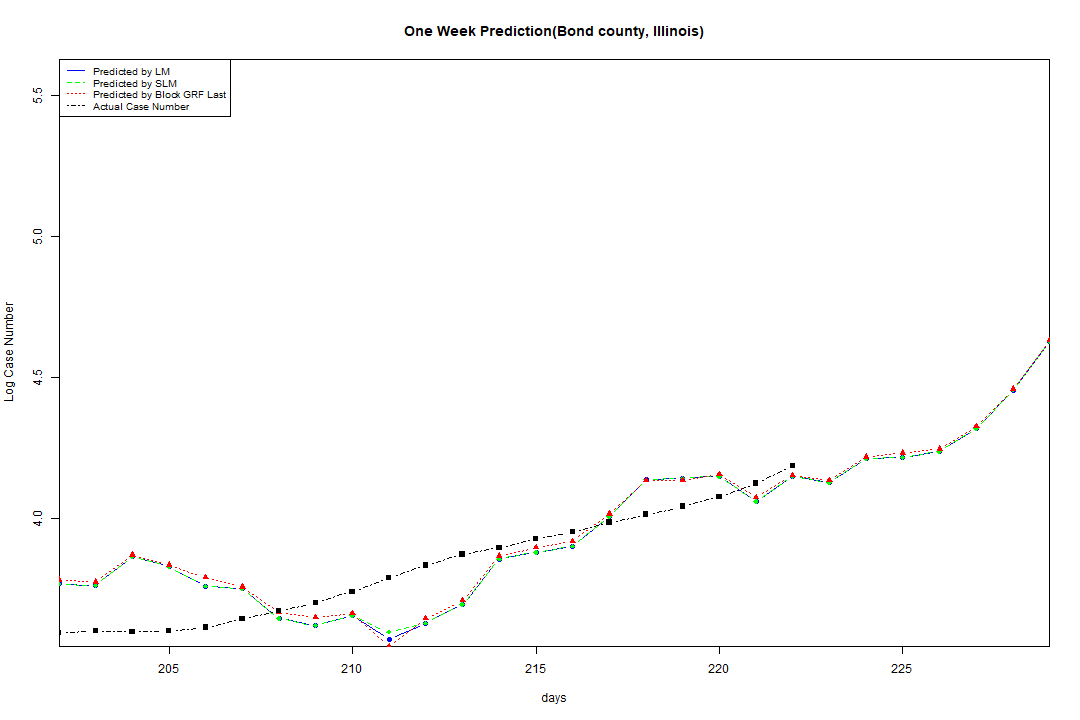 One Week Prediction(Bond county, Illinois)
Predicted by LM
Predicted by SLM
Predicted by Block GRF Last
Actual Case Number
5.5
5.0
4.5
4.0
Log Case Number
205 210 215 220 225
days